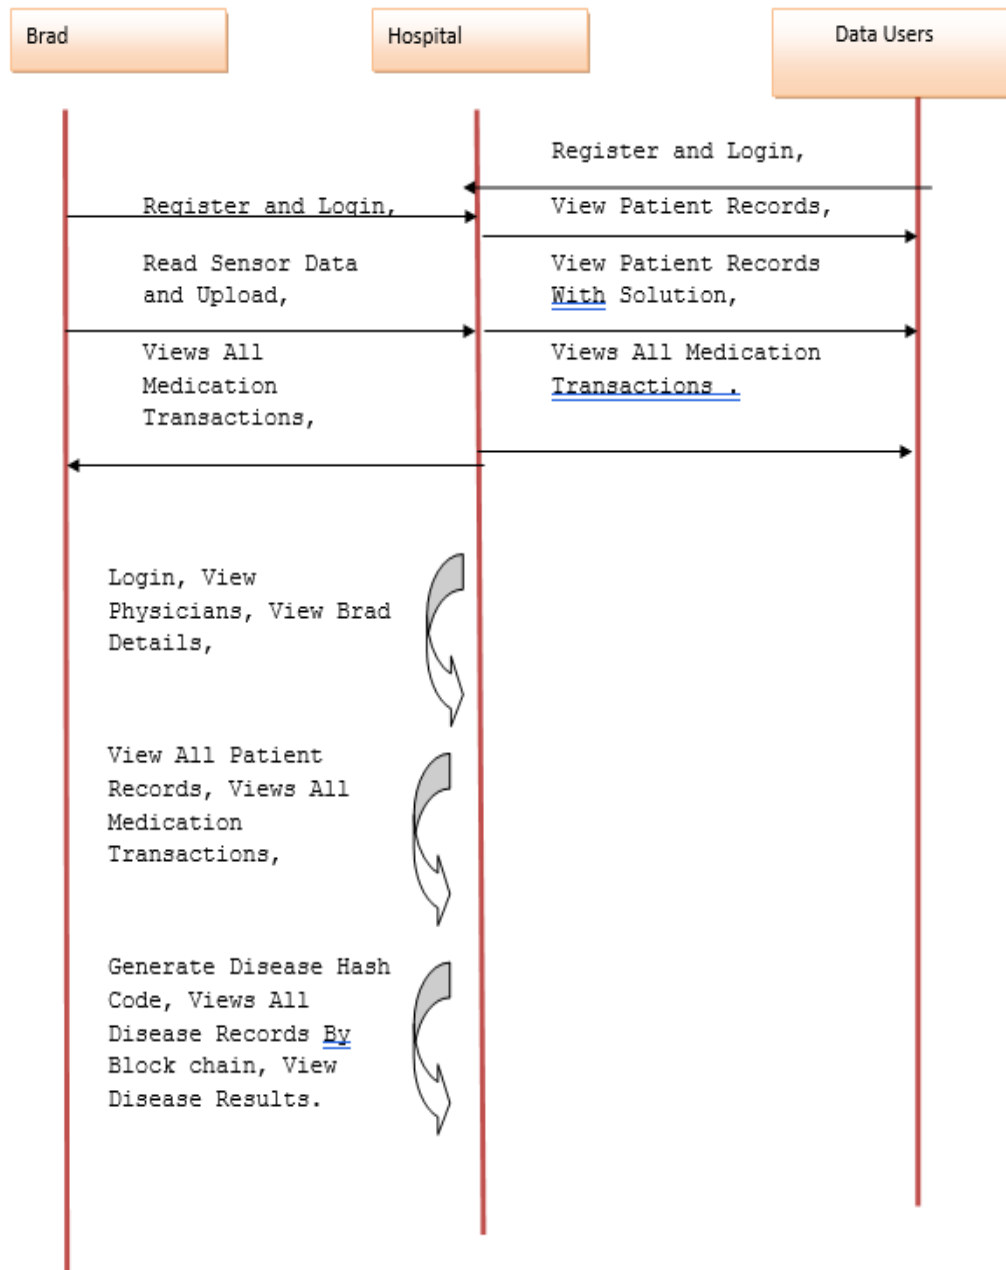 Brad
Hospital
Data Users
Register and Login,
Register and Login,
View Patient Records,
Read Sensor Data
and Upload,
View Patient Records
With Solution,
Views All
Medication
Transactions,
Views All Medication
Transactions .
Login, View
Physicians, View Brad
Details,
View All Patient
Records, Views All
Medication
Transactions,
Generate Disease Hash
Code, Views All
Disease Records By
Block chain, View
Disease Results.